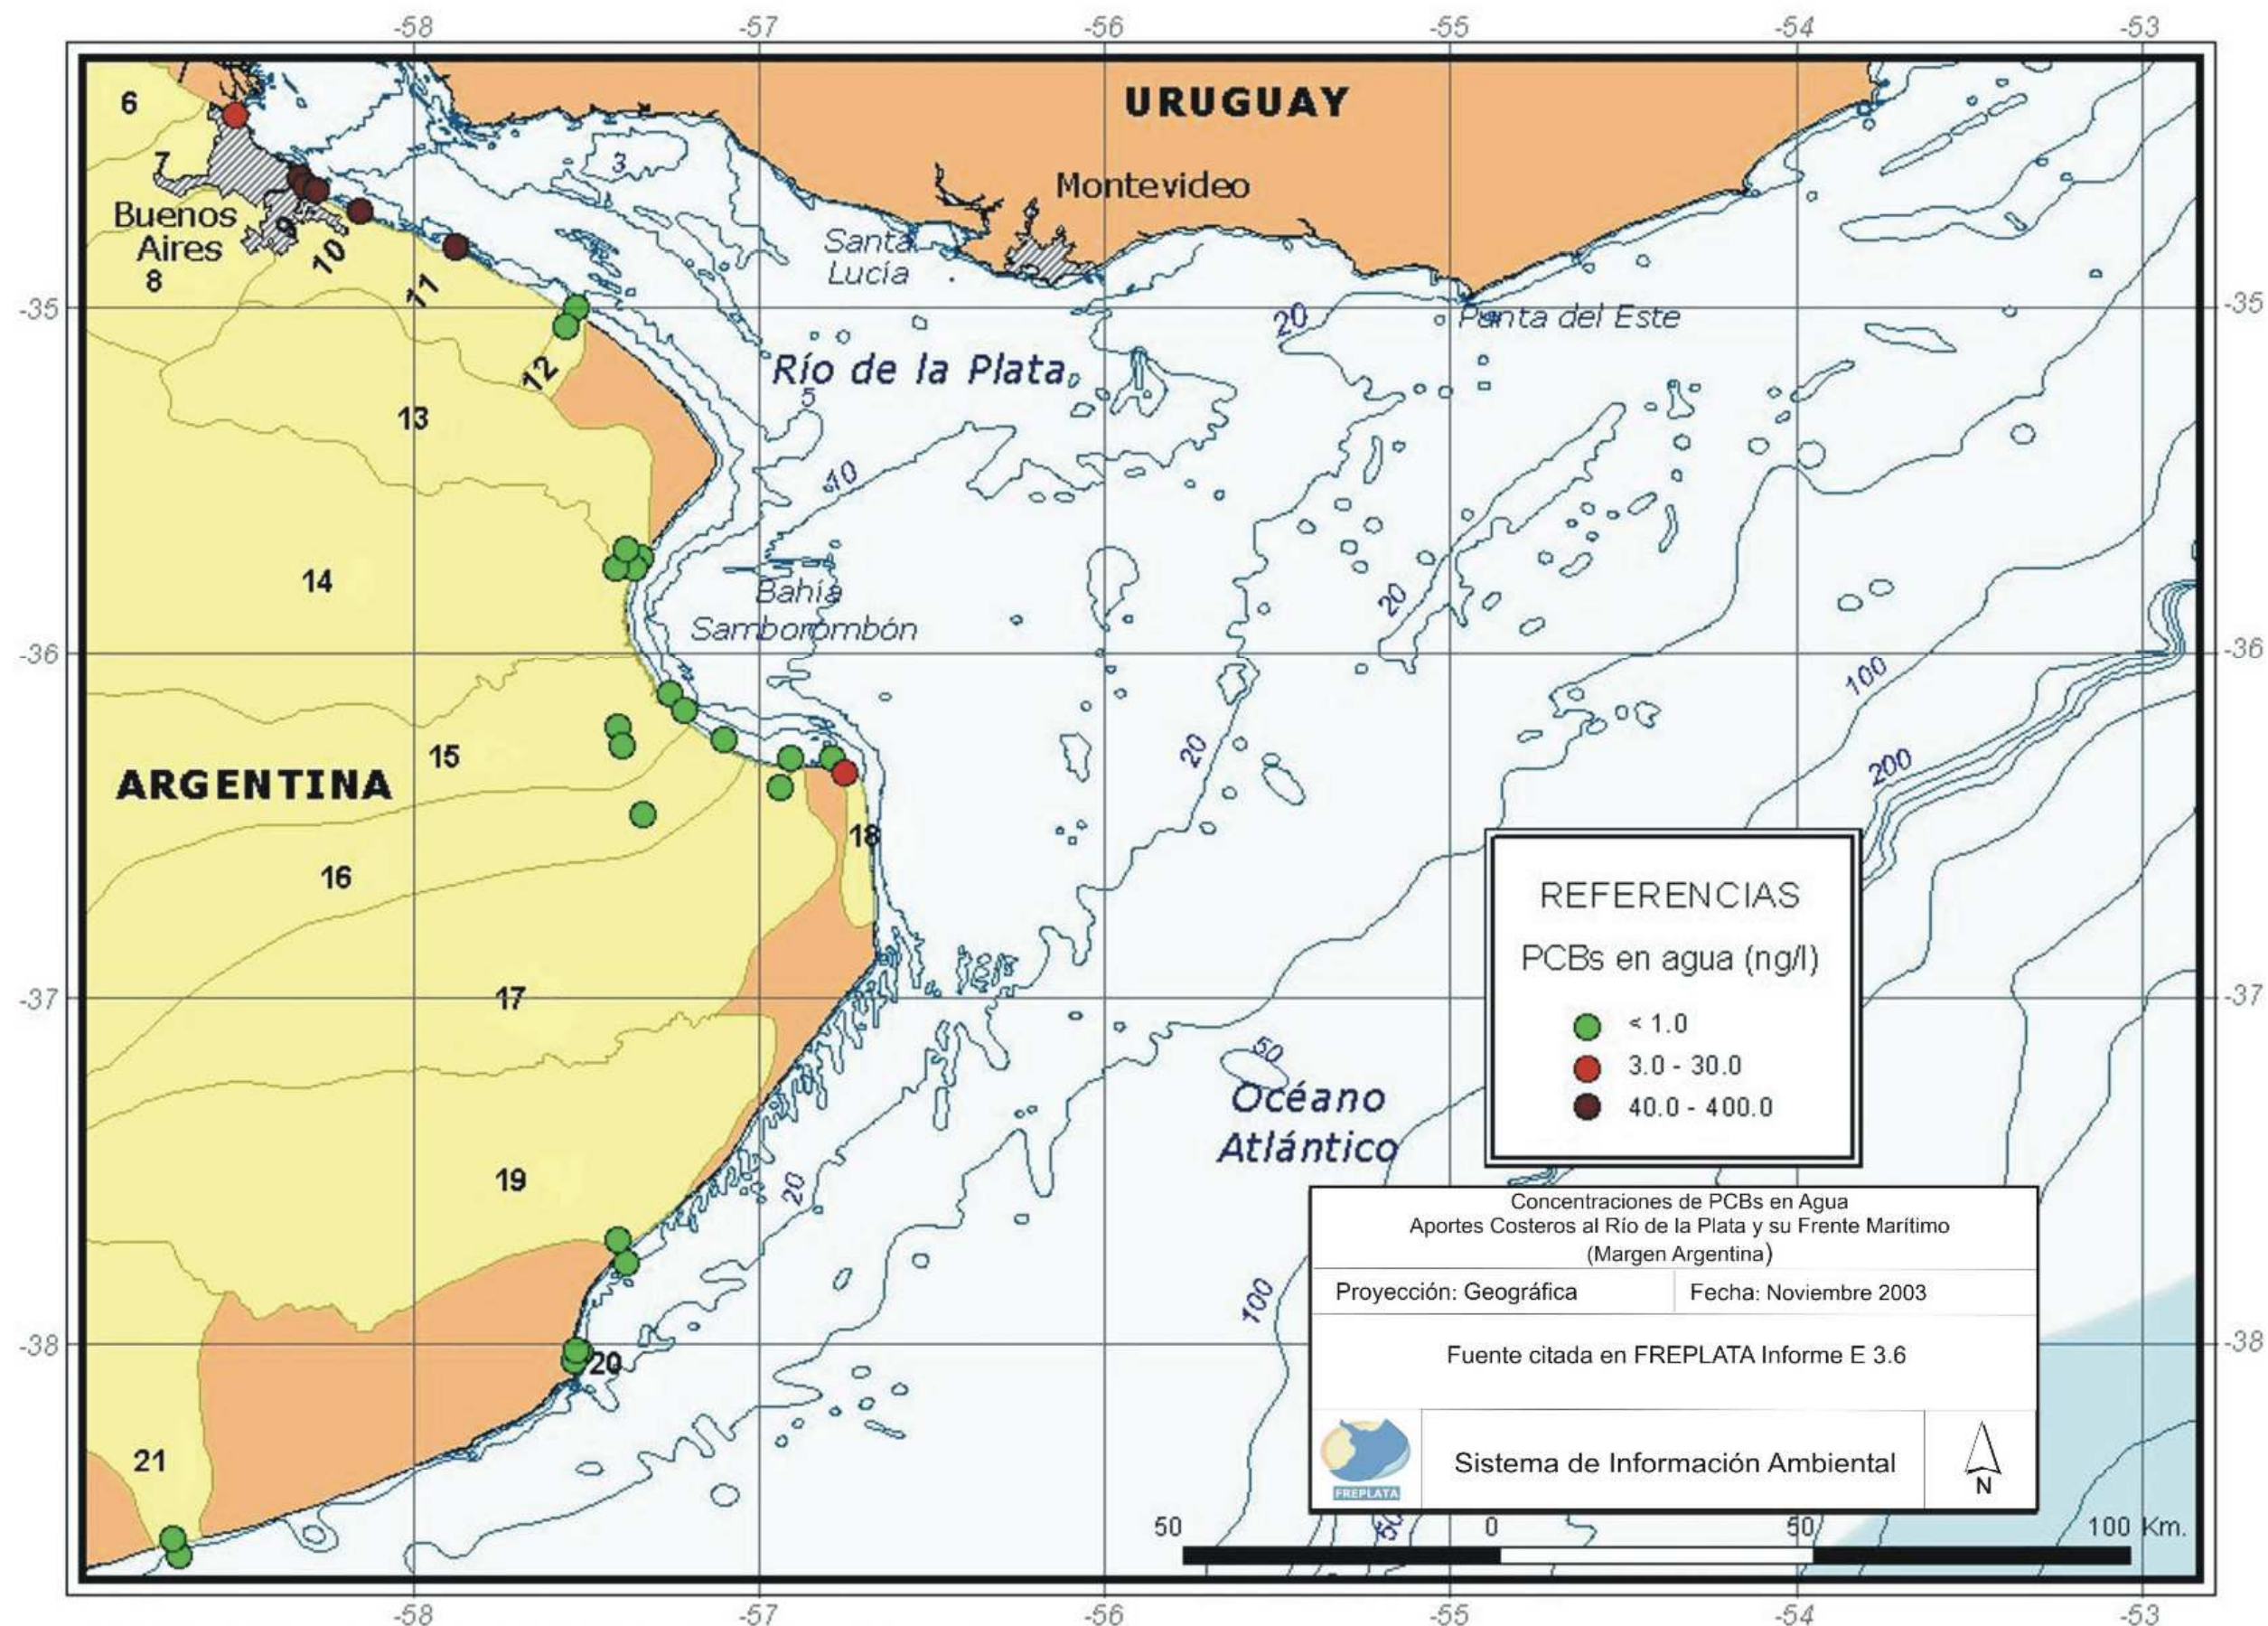 -58 -57 -56 -55 -54 -53
6
URUGUAY
7
3
Montevideo
Buenos
Aires
8
9
10
11
Santa
Lucía
-35
-35
20
Punta del Este
12
Río de la Plata
5
13
10
14
20
Bahía
Samborombón
-36
-36
100
15
20
200
ARGENTINA
18
16
REFERENCIAS
PCBs en agua (ng/l)
< 1.0
3.0 - 30.0
40.0 - 400.0
-37
17
-37
50
Océano
Atlántico
19
20
Concentraciones de PCBs en Agua
Aportes Costeros al Río de la Plata y su Frente Marítimo
(Margen Argentina)
Proyección: Geográfica
Fecha: Noviembre 2003
100
-38
-38
20
Fuente citada en FREPLATA Informe E 3.6
21
Sistema de Información Ambiental
FREPLATA
N
50
50 0 50 100 Km.
-58 -57 -56 -55 -54 -53